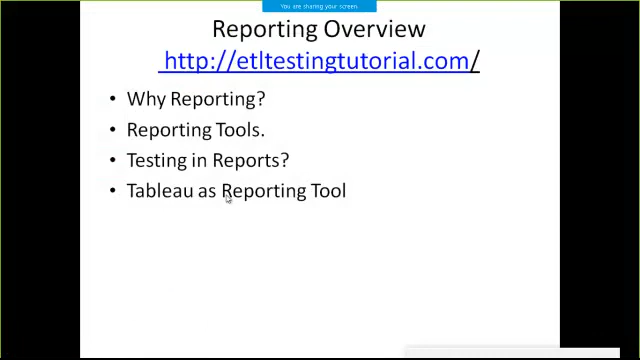 You are sharing your screen.
Reporting Overview
http://etltestingtutorial.com/
• Why Reporting?
• Reporting Tools.
• Testing in Reports?
• Tableau as Reporting Tool